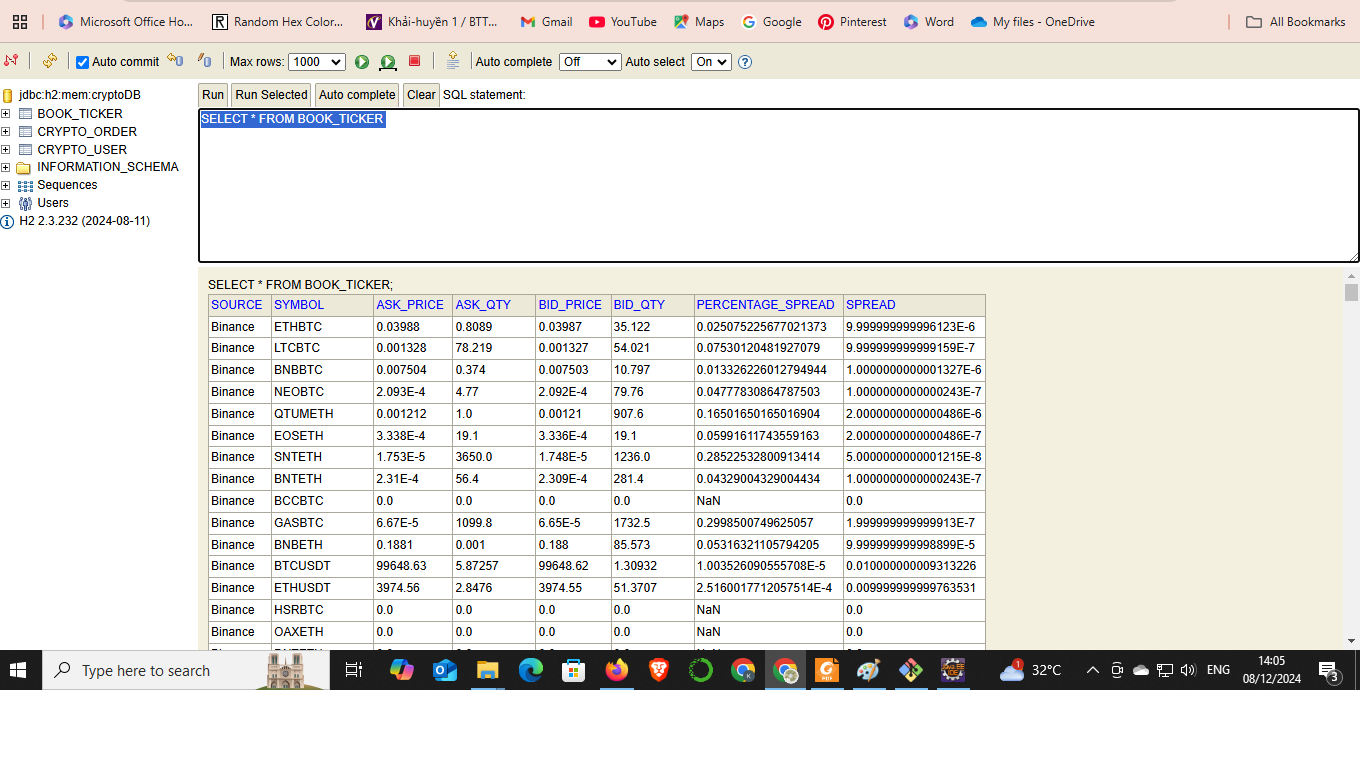 Microsoft Office Ho... Random Hex Color... Khải-huyền 1 / BTT... Gmail YouTube Maps Google Pinterest Word My files - OneDrive All Bookmarks
Auto commit Max rows: 1000 Auto complete Off Auto select On
jdbc:h2:mem:cryptoDB
BOOK_TICKER
CRYPTO_ORDER
CRYPTO_USER
INFORMATION_SCHEMA
Sequences
Users
H2 2.3.232 (2024-08-11)
Run Run Selected Auto complete Clear SQL statement:
SELECT * FROM BOOK_TICKER
SELECT * FROM BOOK_TICKER;
SOURCE SYMBOL ASK_PRICE ASK_QTY BID_PRICE BID_QTY PERCENTAGE_SPREAD SPREAD
Binance ETHBTC 0.03988 0.8089 0.03987 35.122 0.025075225677021373 9.999999999996123E-6
Binance LTCBTC 0.001328 78.219 0.001327 54.021 0.07530120481927079 9.999999999999159E-7
Binance BNBBTC 0.007504 0.374 0.007503 10.797 0.013326226012794944 1.0000000000001327E-6
Binance NEOBTC 2.093E-4 4.77 2.092E-4 79.76 0.04777830864787503 1.0000000000000243E-7
Binance QTUMETH 0.001212 1.0 0.00121 907.6 0.16501650165016904 2.0000000000000486E-6
Binance EOSETH 3.338E-4 19.1 3.336E-4 19.1 0.05991611743559163 2.0000000000000486E-7
Binance SNTETH 1.753E-5 3650.0 1.748E-5 1236.0 0.28522532800913414 5.0000000000001215E-8
Binance BNTETH 2.31E-4 56.4 2.309E-4 281.4 0.04329004329004434 1.0000000000000243E-7
Binance BCCBTC 0.0 0.0 0.0 0.0 NaN 0.0
Binance GASBTC 6.67E-5 1099.8 6.65E-5 1732.5 0.2998500749625057 1.999999999999913E-7
Binance BNBETH 0.1881 0.001 0.188 85.573 0.05316321105794205 9.999999999998899E-5
Binance BTCUSDT 99648.63 5.87257 99648.62 1.30932 1.003526090555708E-5 0.010000000009313226
Binance ETHUSDT 3974.56 2.8476 3974.55 51.3707 2.5160017712057514E-4 0.009999999999763531
Binance HSRBTC 0.0 0.0 0.0 0.0 NaN 0.0
Binance OAXETH 0.0 0.0 0.0 0.0 NaN 0.0
Type here to search 1 32°C ENG 14:05 3
08/12/2024